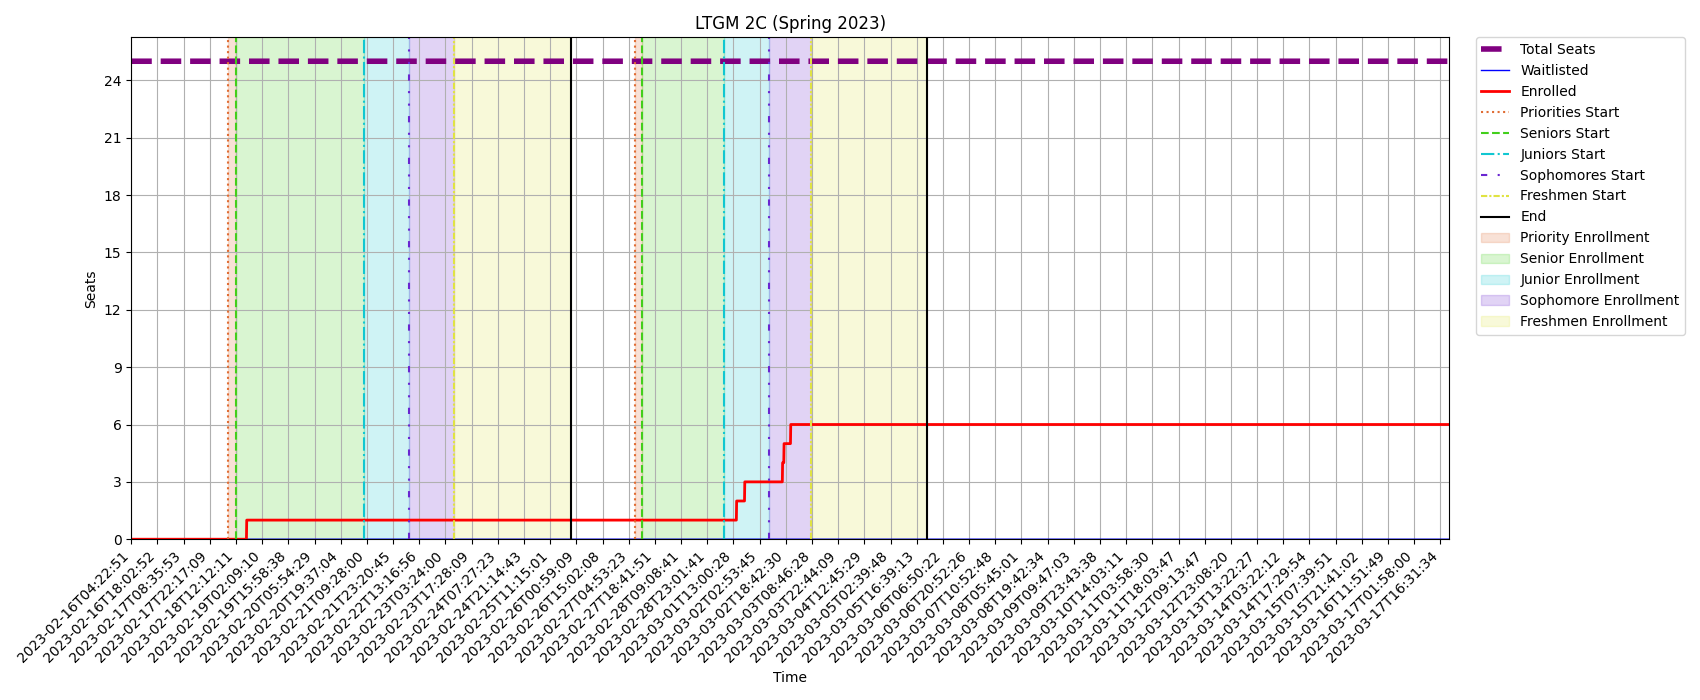 LTGM 2C (Spring 2023)
Seats
24
21
18
15
12
9
6
3
0
2023-02-16T04:22:51
2023-02-16T18:02:52
2023-02-17T08:35:53
2023-02-17T22:17:09
2023-02-18T12:12:11
2023-02-19T02:09:10
2023-02-19T15:58:38
2023-02-20T05:54:29
2023-02-20T19:37:04
2023-02-21T09:28:00
2023-02-21T23:20:45
2023-02-22T13:16:56
2023-02-23T03:24:00
2023-02-23T17:28:09
2023-02-24T07:27:23
2023-02-24T21:14:43
2023-02-25T11:15:01
2023-02-26T00:59:09
2023-02-26T15:02:08
2023-02-27T04:53:23
2023-02-27T18:41:51
2023-02-28T09:08:41
2023-02-28T23:01:41
2023-03-01T13:00:28
2023-03-02T02:53:45
2023-03-02T18:42:30
2023-03-03T08:46:28
2023-03-03T22:44:09
2023-03-04T12:45:29
2023-03-05T02:39:48
2023-03-05T16:39:13
2023-03-06T06:50:22
2023-03-06T20:52:26
2023-03-07T10:52:48
2023-03-08T05:45:01
2023-03-08T19:42:34
2023-03-09T09:47:03
2023-03-09T23:43:38
2023-03-10T14:03:11
2023-03-11T03:58:30
2023-03-11T18:03:47
2023-03-12T09:13:47
2023-03-12T23:08:20
2023-03-13T13:22:27
2023-03-14T03:22:12
2023-03-14T17:29:54
2023-03-15T07:39:51
2023-03-15T21:41:02
2023-03-16T11:51:49
2023-03-17T01:58:00
2023-03-17T16:31:34
Time
Total Seats
Waitlisted
Enrolled
Priorities Start
Seniors Start
Juniors Start
Sophomores Start
Freshmen Start
End
Priority Enrollment
Senior Enrollment
Junior Enrollment
Sophomore Enrollment
Freshmen Enrollment